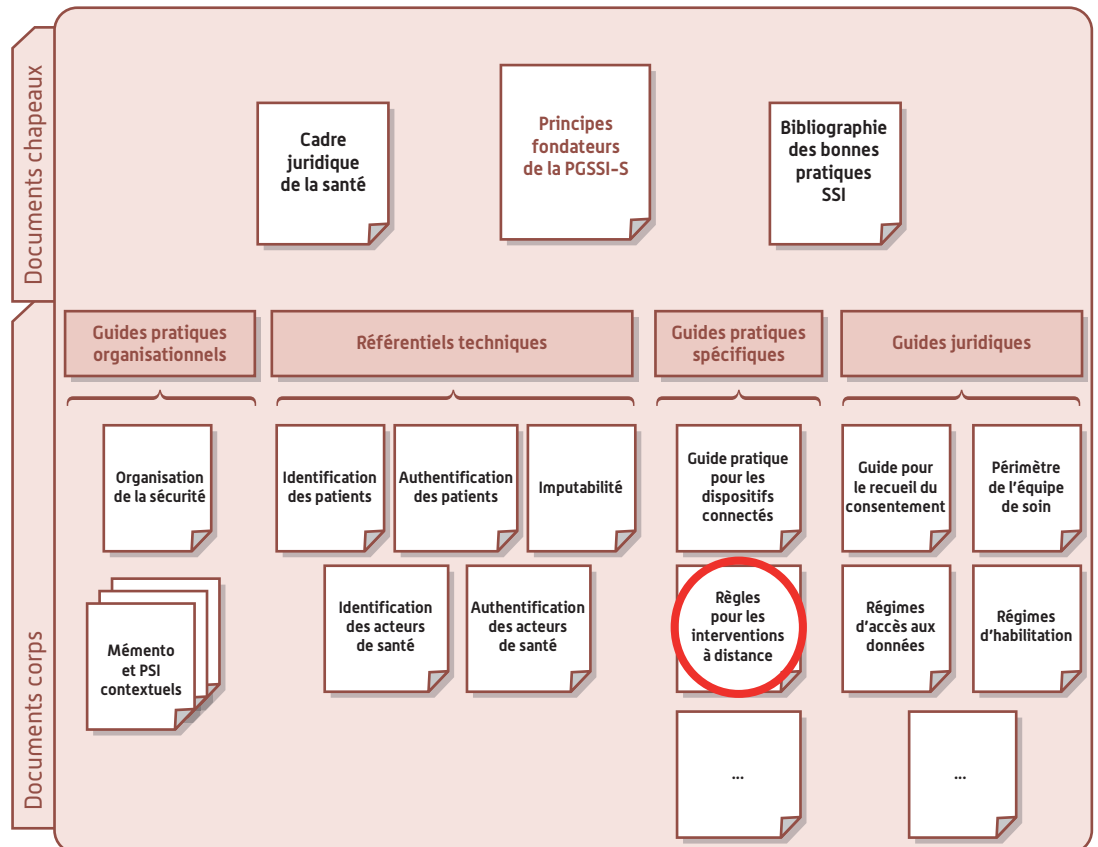 Documents chapeaux
Cadre
juridique
de la santé
Principes
fondateurs
de la PGSSI-S
Bibliographie
des bonnes
pratiques
SSI
Documents corps
Guides pratiques
organisationnels
Référentiels techniques
Guides pratiques
spécifiques
Guides juridiques
Organisation
de la sécurité
Mémento
et PSI
contextuels
Identification
des patients
Authentification
des patients
Imputabilité
Identification
des acteurs
de santé
Authentification
des acteurs
de santé
Guide pratique
pour les
dispositifs
connectés
Règles
pour les
interventions
à distance
...
Guide pour
le recueil du
consentement
Périmètre
de l'équipe
de soin
Régimes
d'accès aux
données
Régimes
d'habilitation
...